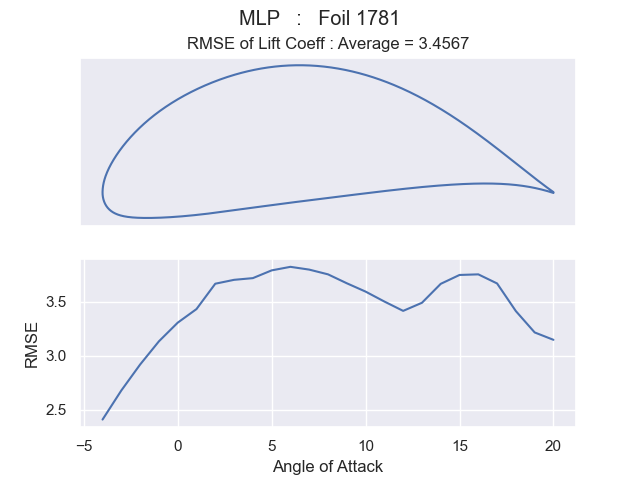 MLP : Foil 1781
RMSE of Lift Coeff : Average = 3.4567
3.5
3.0
2.5
RMSE
−5 0 5 10 15 20
Angle of Attack